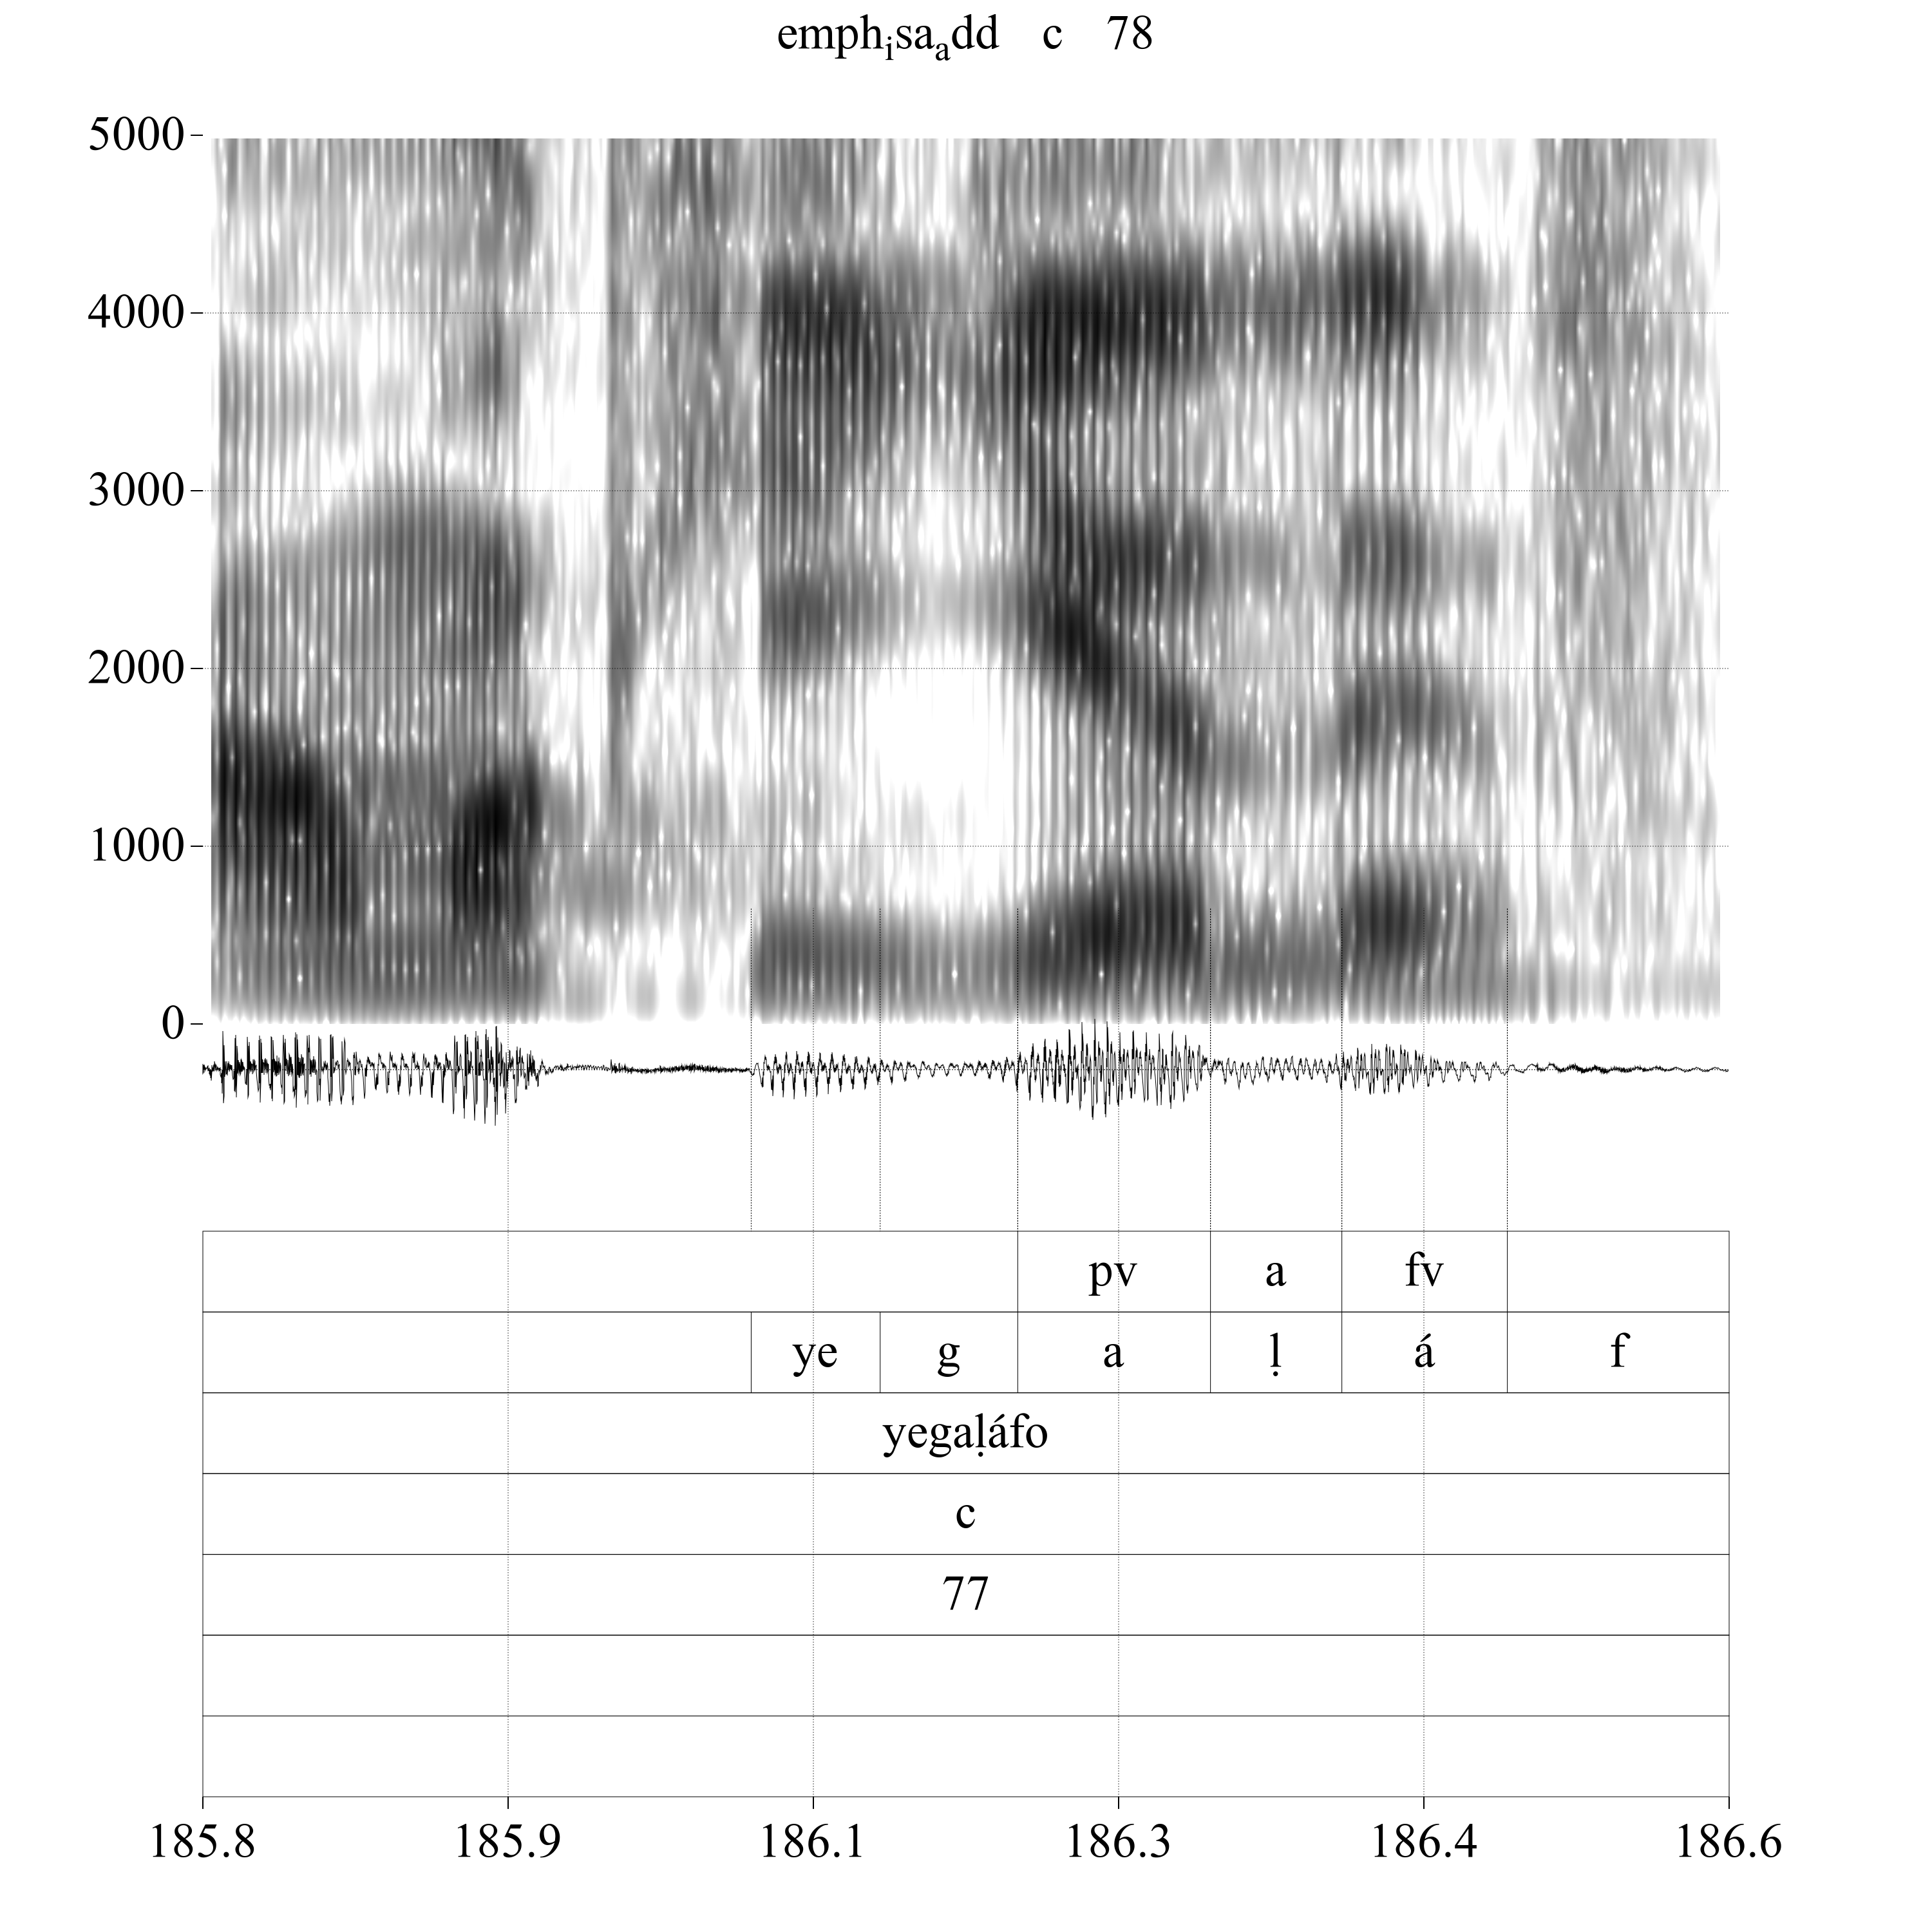 emphisaadd c 78
5000
4000
3000
2000
1000
0
pv a fv
ye g a ḷ á f
yegaḷáfo
c
77
185.8 185.9 186.1 186.3 186.4 186.6